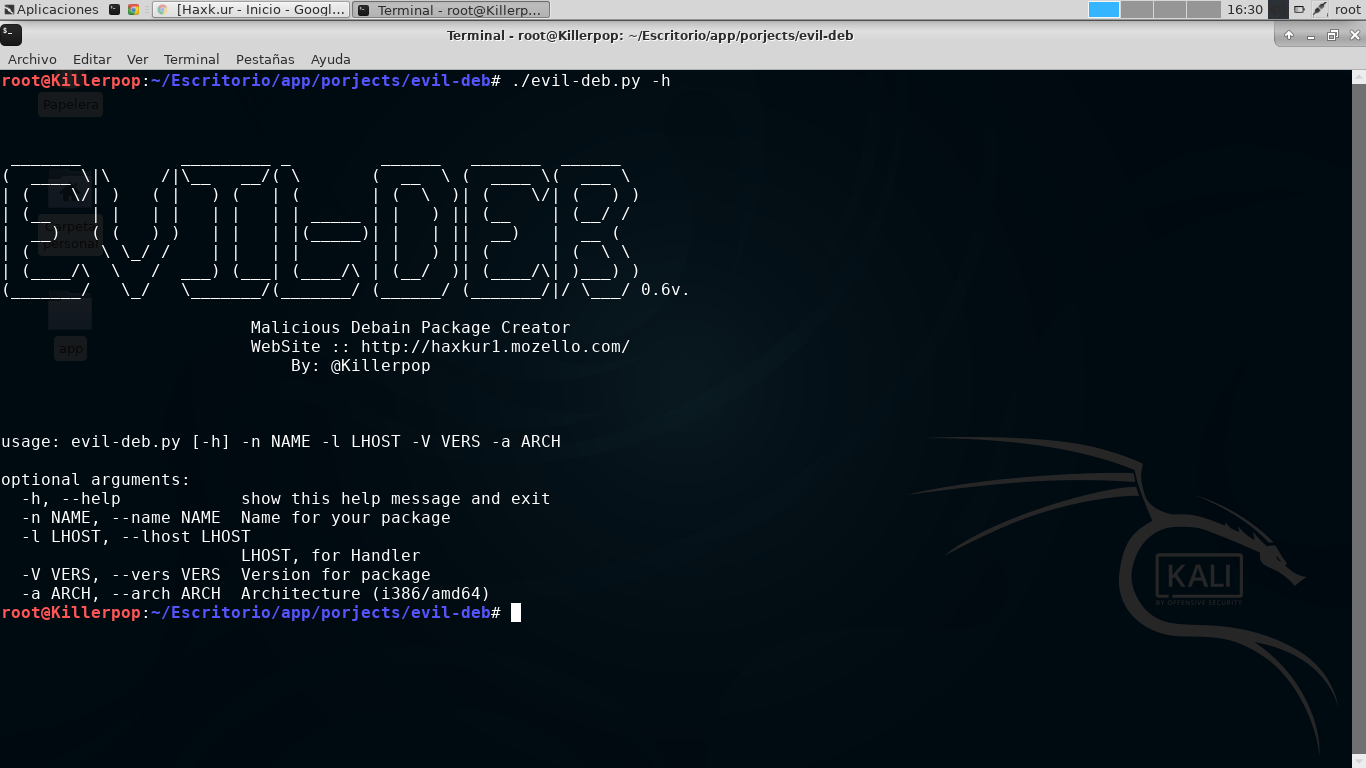 Aplicaciones
[Haxk.ur - Inicio - Googl...
Terminal - root@Killerp...
16:30
root
Terminal - root@Killerpop: ~/Escritorio/app/porjects/evil-deb
Archivo Editar Ver Terminal Pestañas Ayuda
root@Killerpop:~/Escritorio/app/porjects/evil-deb# ./evil-deb.py -h
Papelera
EVIL-DEB
Carpeta
personal
0.6v.
Malicious Debain Package Creator
WebSite :: http://haxkur1.mozello.com/
app
By: @Killerpop
usage: evil-deb.py [-h] -n NAME -l LHOST -V VERS -a ARCH
optional arguments:
-h, --help show this help message and exit
-n NAME, --name NAME Name for your package
-l LHOST, --lhost LHOST
LHOST, for Handler
-V VERS, --vers VERS Version for package
-a ARCH, --arch ARCH Architecture (i386/amd64)
root@Killerpop:~/Escritorio/app/porjects/evil-deb#
KALI
BY OFFENSIVE SECURITY